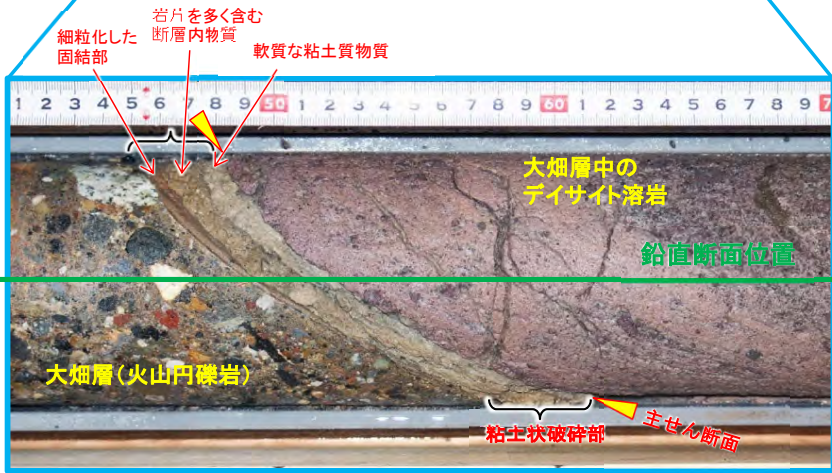 岩片を多く含む
断層内物質
細粒化した
固結部
軟質な粘土質物質
1 2 3 4 5 6 7 8 9 50 1 2 3 4 5 6 7 8 9 60 1 2 3 4 5 6 7 8 9 7
大畑層中の
デイサイト溶岩
鉛直断面位置
大畑層(火山円礫岩)
粘土状破砕部
主せん断面